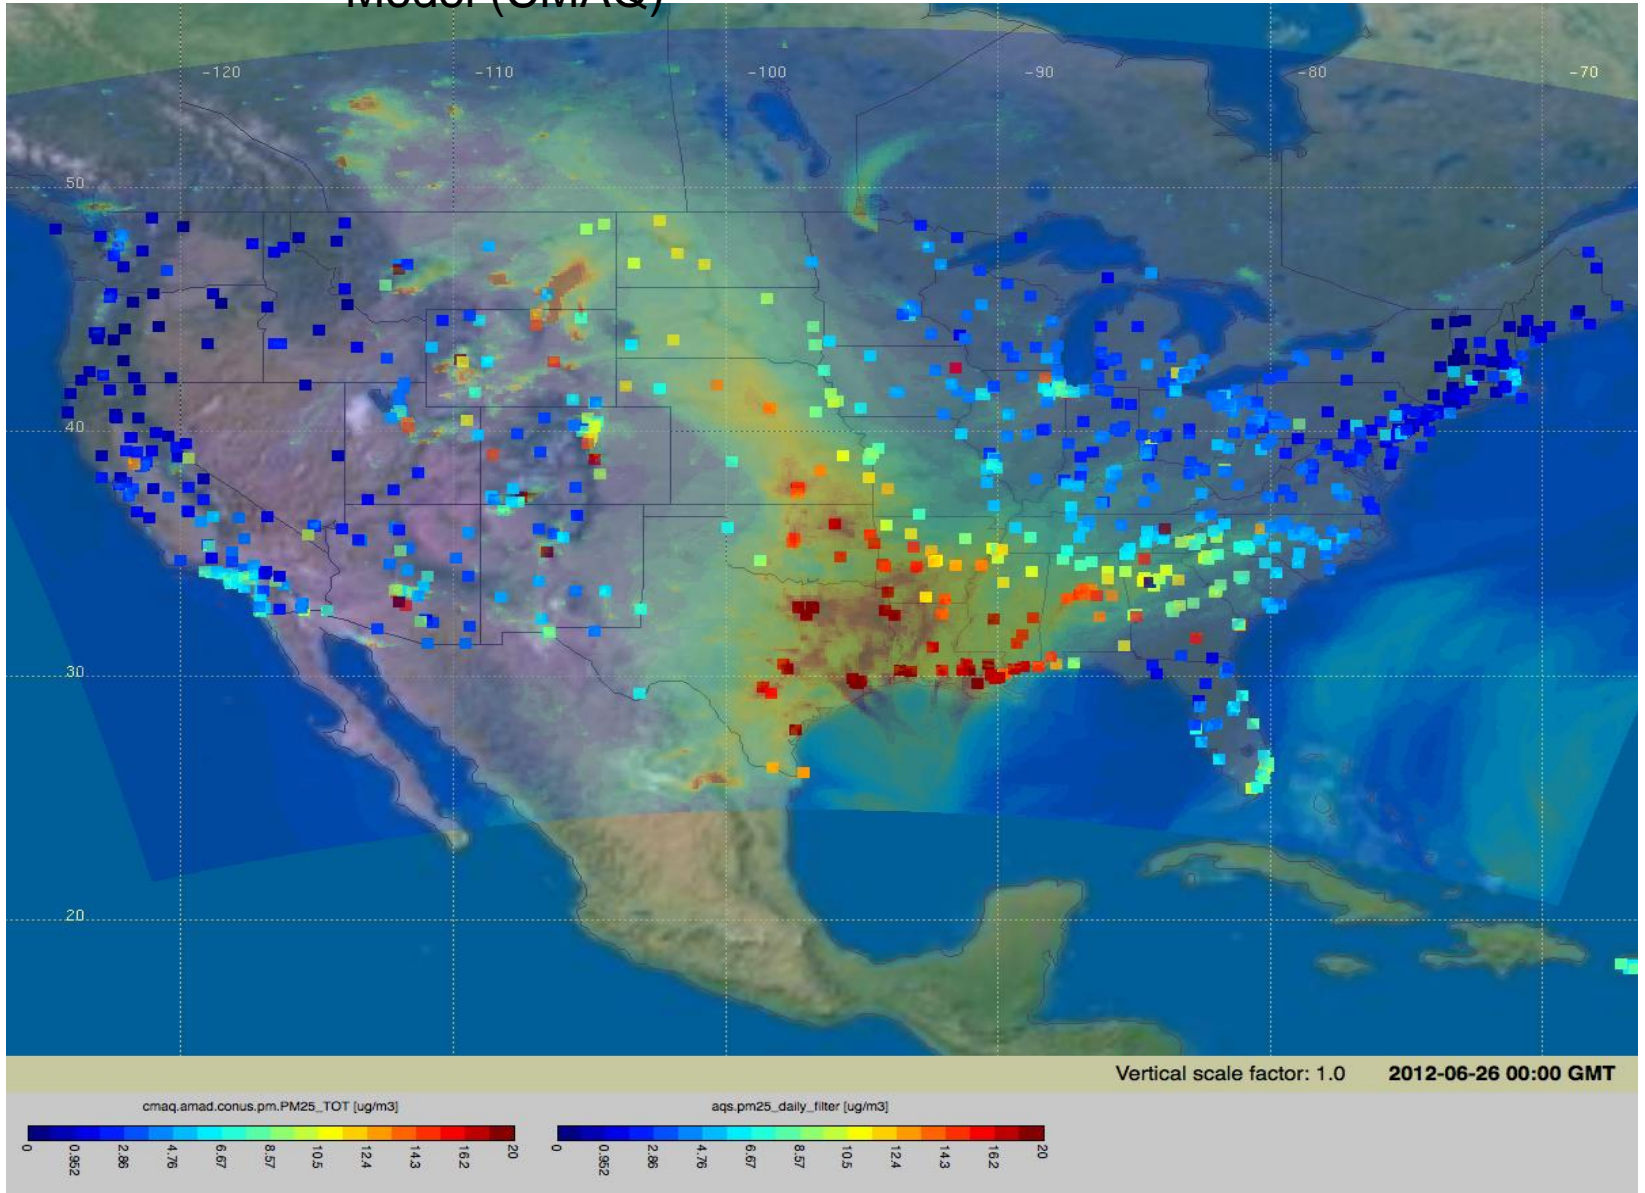 Model (CMAQ)
-120 -110 -100 -90 -80 -70
50
40
30
20
Vertical scale factor: 1.0 2012-06-26 00:00 GMT
cmaq.amad.conus.pm.PM25_TOT [ug/m3] aqs.pm25_daily_filter [ug/m3]
0 0.952 2.86 4.76 6.67 8.57 10.5 12.4 14.3 16.2 20 0 0.952 2.86 4.76 6.67 8.57 10.5 12.4 14.3 16.2 20